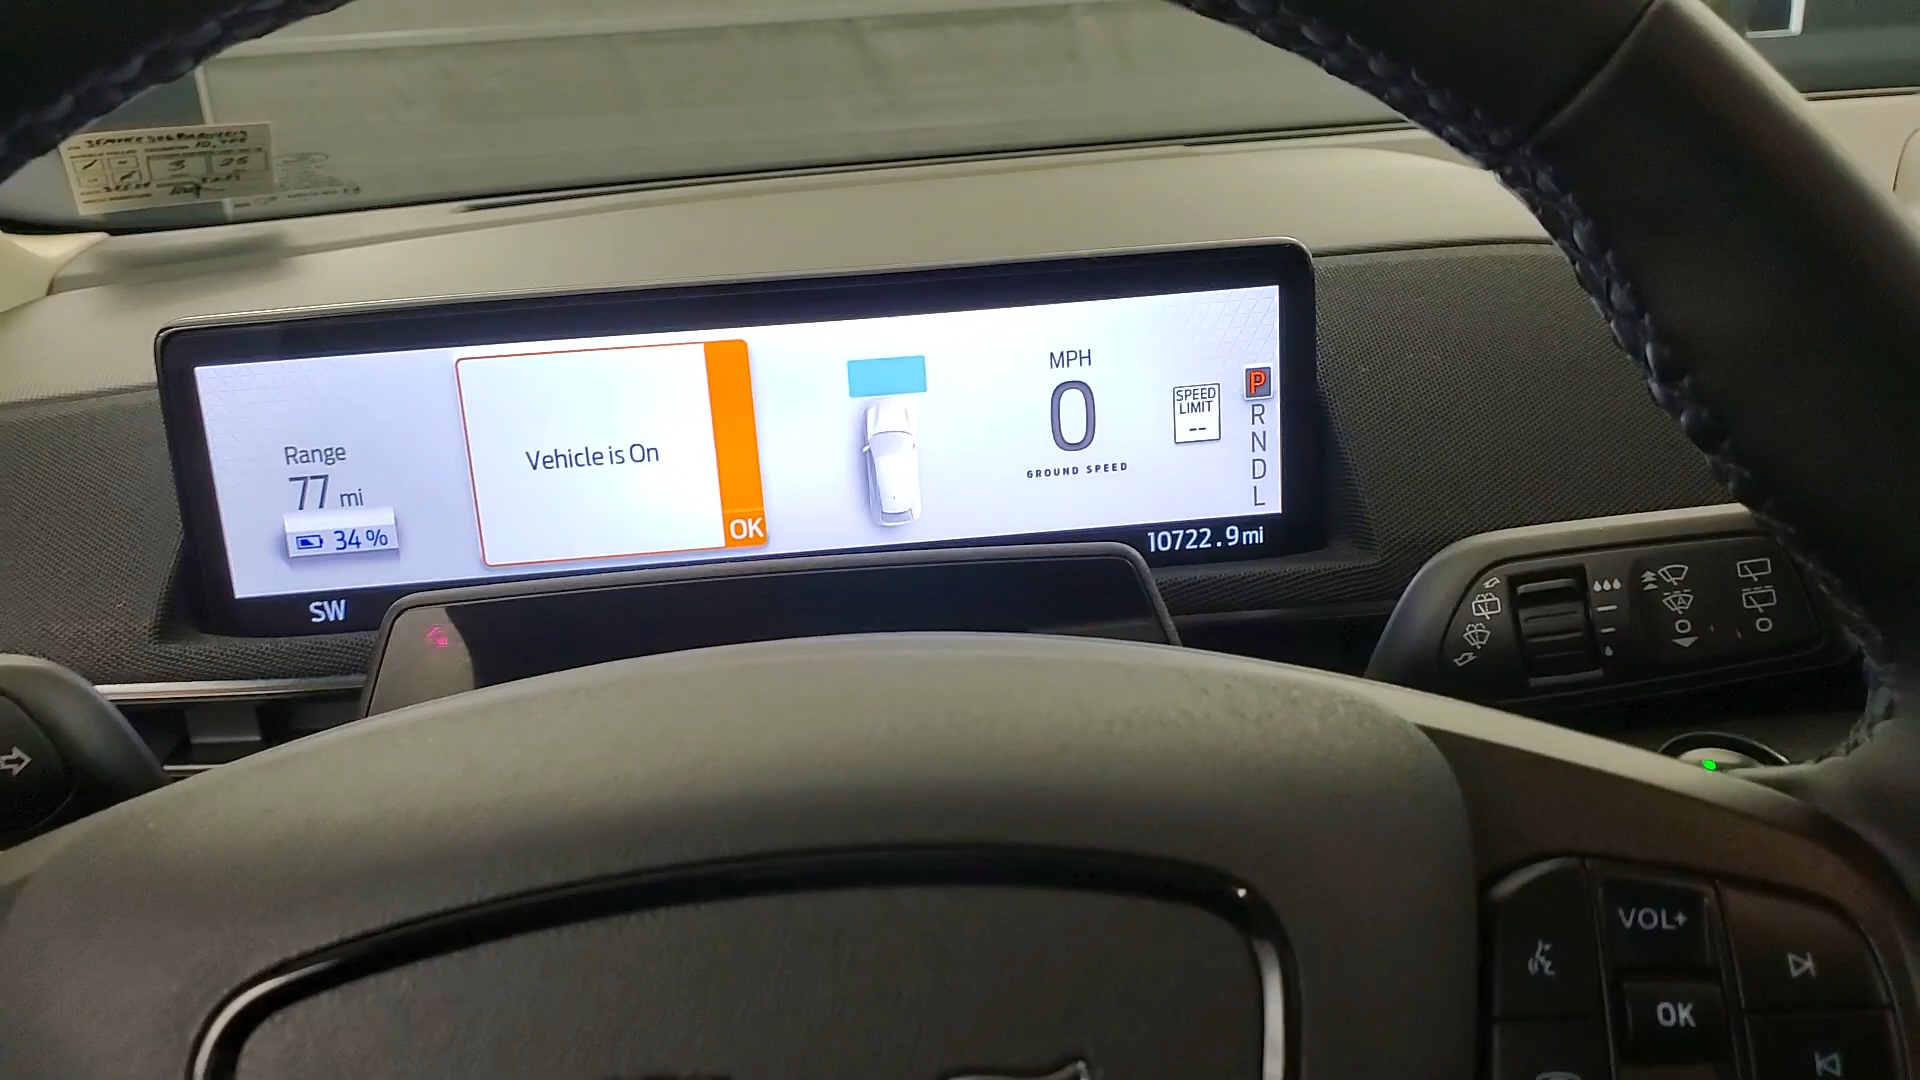 Range
77 mi
34%
SW
Vehicle is On
OK
MPH
0
GROUND SPEED
SPEED
LIMIT
--
P
R
N
D
L
10722.9mi
VOL+
OK